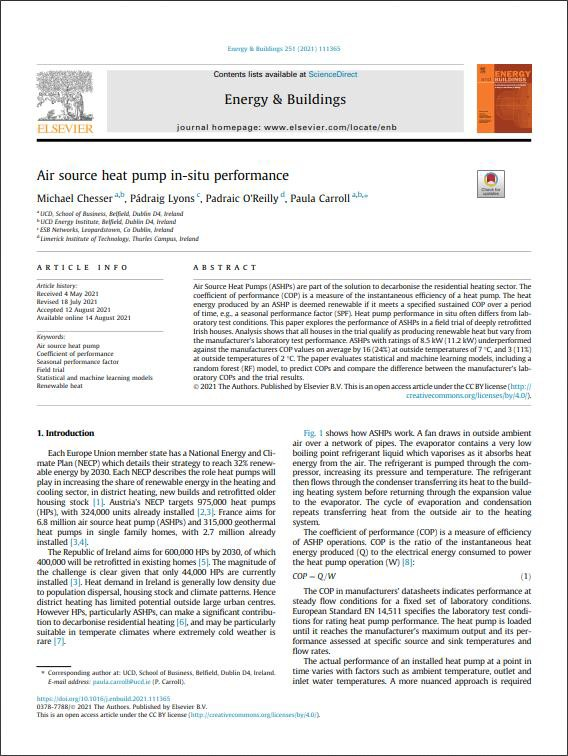 Energy & Buildings 251 (2021) 111365
Contents lists available at ScienceDirect
Energy & Buildings
journal homepage: www.elsevier.com/locate/enb
ELSEVIER
ENERGY
BUILDINGS
Air source heat pump in-situ performance
Check for
updates
Michael Chesser a,b, Pádraig Lyons c, Padraic O'Reilly d, Paula Carroll a,b,*
a UCD, School of Business, Belfield, Dublin D4, Ireland
b UCD Energy Institute, Belfield, Dublin D4, Ireland
c ESB Networks, Leopardstown, Co Dublin, Ireland
d Limerick Institute of Technology, Thurles Campus, Ireland
ARTICLE INFO
Article history:
Received 4 May 2021
Revised 18 July 2021
Accepted 12 August 2021
Available online 14 August 2021
Keywords:
Air source heat pump
Coefficient of performance
Seasonal performance factor
Field trial
Statistical and machine learning models
Renewable heat
ABSTRACT
Air Source Heat Pumps (ASHPs) are part of the solution to decarbonise the residential heating sector. The
coefficient of performance (COP) is a measure of the instantaneous efficiency of a heat pump. The heat
energy produced by an ASHP is deemed renewable if it meets a specified sustained COP over a period
of time, e.g., a seasonal performance factor (SPF). Heat pump performance in situ often differs from lab-
oratory test conditions. This paper explores the performance of ASHPs in a field trial of deeply retrofitted
Irish houses. Analysis shows that all houses in the trial qualify as producing renewable heat but vary from
the manufacturer's laboratory test performance. ASHPs with ratings of 8.5 kW (11.2 kW) underperformed
against the manufacturers COP values on average by 16 (24%) at outside temperatures of 7 °C, and 3 (11%)
at outside temperatures of 2 °C. The paper evaluates statistical and machine learning models, including a
random forest (RF) model, to predict COPs and compare the difference between the manufacturer's lab-
oratory COPs and the trial results.
© 2021 The Authors. Published by Elsevier B.V. This is an open access article under the CC BY license (http://
creativecommons.org/licenses/by/4.0/).
1. Introduction
Each Europe Union member state has a National Energy and Cli-
mate Plan (NECP) which details their strategy to reach 32% renew-
able energy by 2030. Each NECP describes the role heat pumps will
play in increasing the share of renewable energy in the heating and
cooling sector, in district heating, new builds and retrofitted older
housing stock [1]. Austria's NECP targets 975,000 heat pumps
(HPs), with 324,000 units already installed [2,3]. France aims for
6.8 million air source heat pump (ASHPs) and 315,000 geothermal
heat pumps in single family homes, with 2.7 million already
installed [3,4].
The Republic of Ireland aims for 600,000 HPs by 2030, of which
400,000 will be retrofitted in existing homes [5]. The magnitude of
the challenge is clear given that only 44,000 HPs are currently
installed [3]. Heat demand in Ireland is generally low density due
to population dispersal, housing stock and climate patterns. Hence
district heating has limited potential outside large urban centres.
However HPs, particularly ASHPs, can make a significant contribu-
tion to decarbonise residential heating [6], and may be particularly
suitable in temperate climates where extremely cold weather is
rare [7].
* Corresponding author at: UCD, School of Business, Belfield, Dublin D4, Ireland.
E-mail address: paula.carroll@ucd.ie (P. Carroll).
Fig. 1 shows how ASHPs work. A fan draws in outside ambient
air over a network of pipes. The evaporator contains a very low
boiling point refrigerant liquid which vaporises as it absorbs heat
energy from the air. The refrigerant is pumped through the com-
pressor, increasing its pressure and temperature. The refrigerant
then flows through the condenser transferring its heat to the build-
ing heating system before returning through the expansion value
to the evaporator. The cycle of evaporation and condensation
repeats transferring heat from the outside air to the heating
system.
The coefficient of performance (COP) is a measure of efficiency
of ASHP operations. COP is the ratio of the instantaneous heat
energy produced (Q) to the electrical energy consumed to power
the heat pump operation (W) [8]:
COP = Q/W (1)
The COP in manufacturers' datasheets indicates performance at
steady flow conditions for a fixed set of laboratory conditions.
European Standard EN 14,511 specifies the laboratory test condi-
tions for rating heat pump performance. The heat pump is loaded
until it reaches the manufacturer's maximum output and its per-
formance assessed at specific source and sink temperatures and
flow rates.
The actual performance of an installed heat pump at a point in
time varies with factors such as ambient temperature, outlet and
inlet water temperatures. A more nuanced approach is required
https://doi.org/10.1016/j.enbuild.2021.111365
0378-7788/© 2021 The Authors. Published by Elsevier B.V.
This is an open access article under the CC BY license (http://creativecommons.org/licenses/by/4.0/).